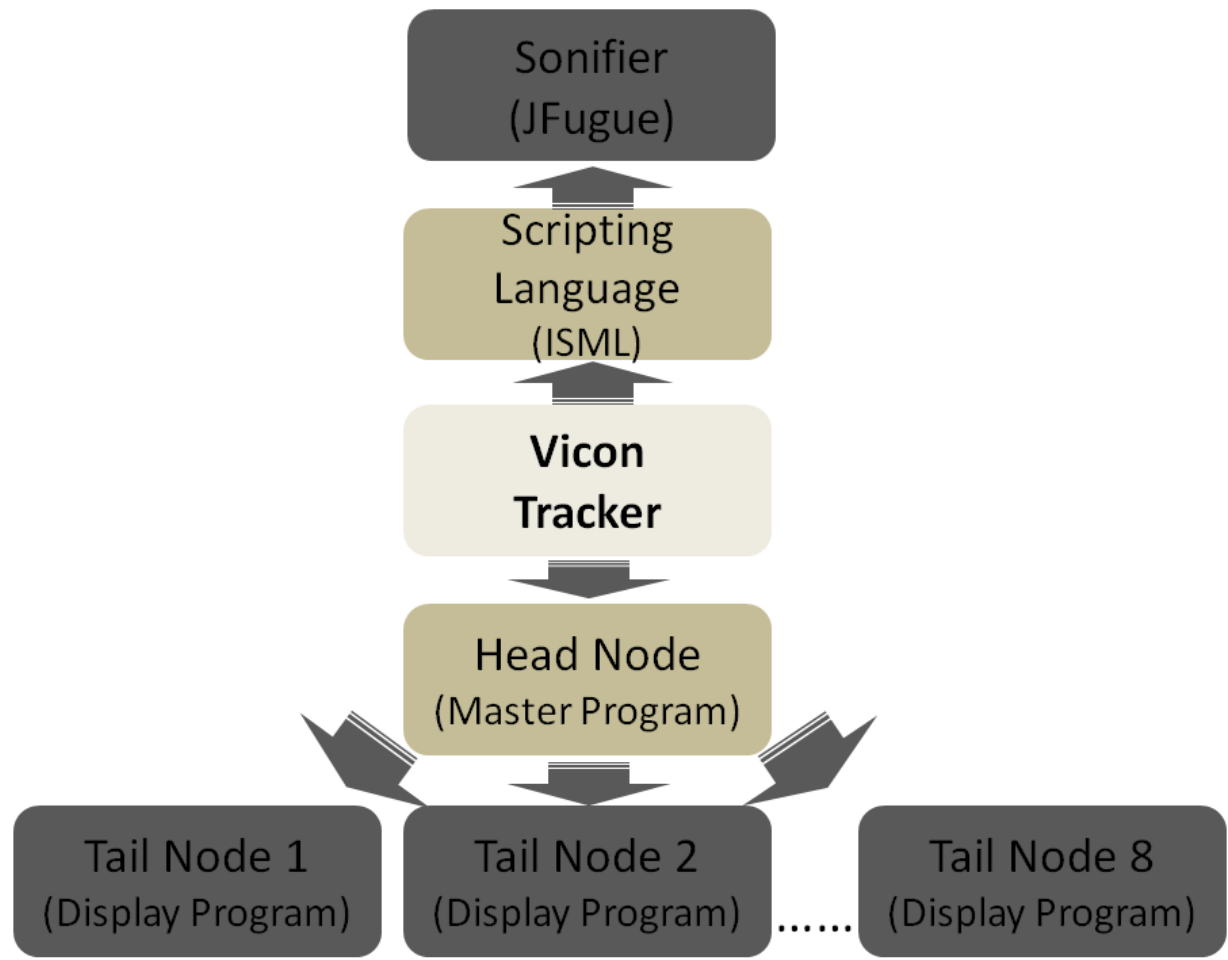 Sonifier
(JFugue)
Scripting
Language
(ISML)
Vicon
Tracker
Head Node
(Master Program)
Tail Node 1
(Display Program)
Tail Node 2
(Display Program)
......
Tail Node 8
(Display Program)